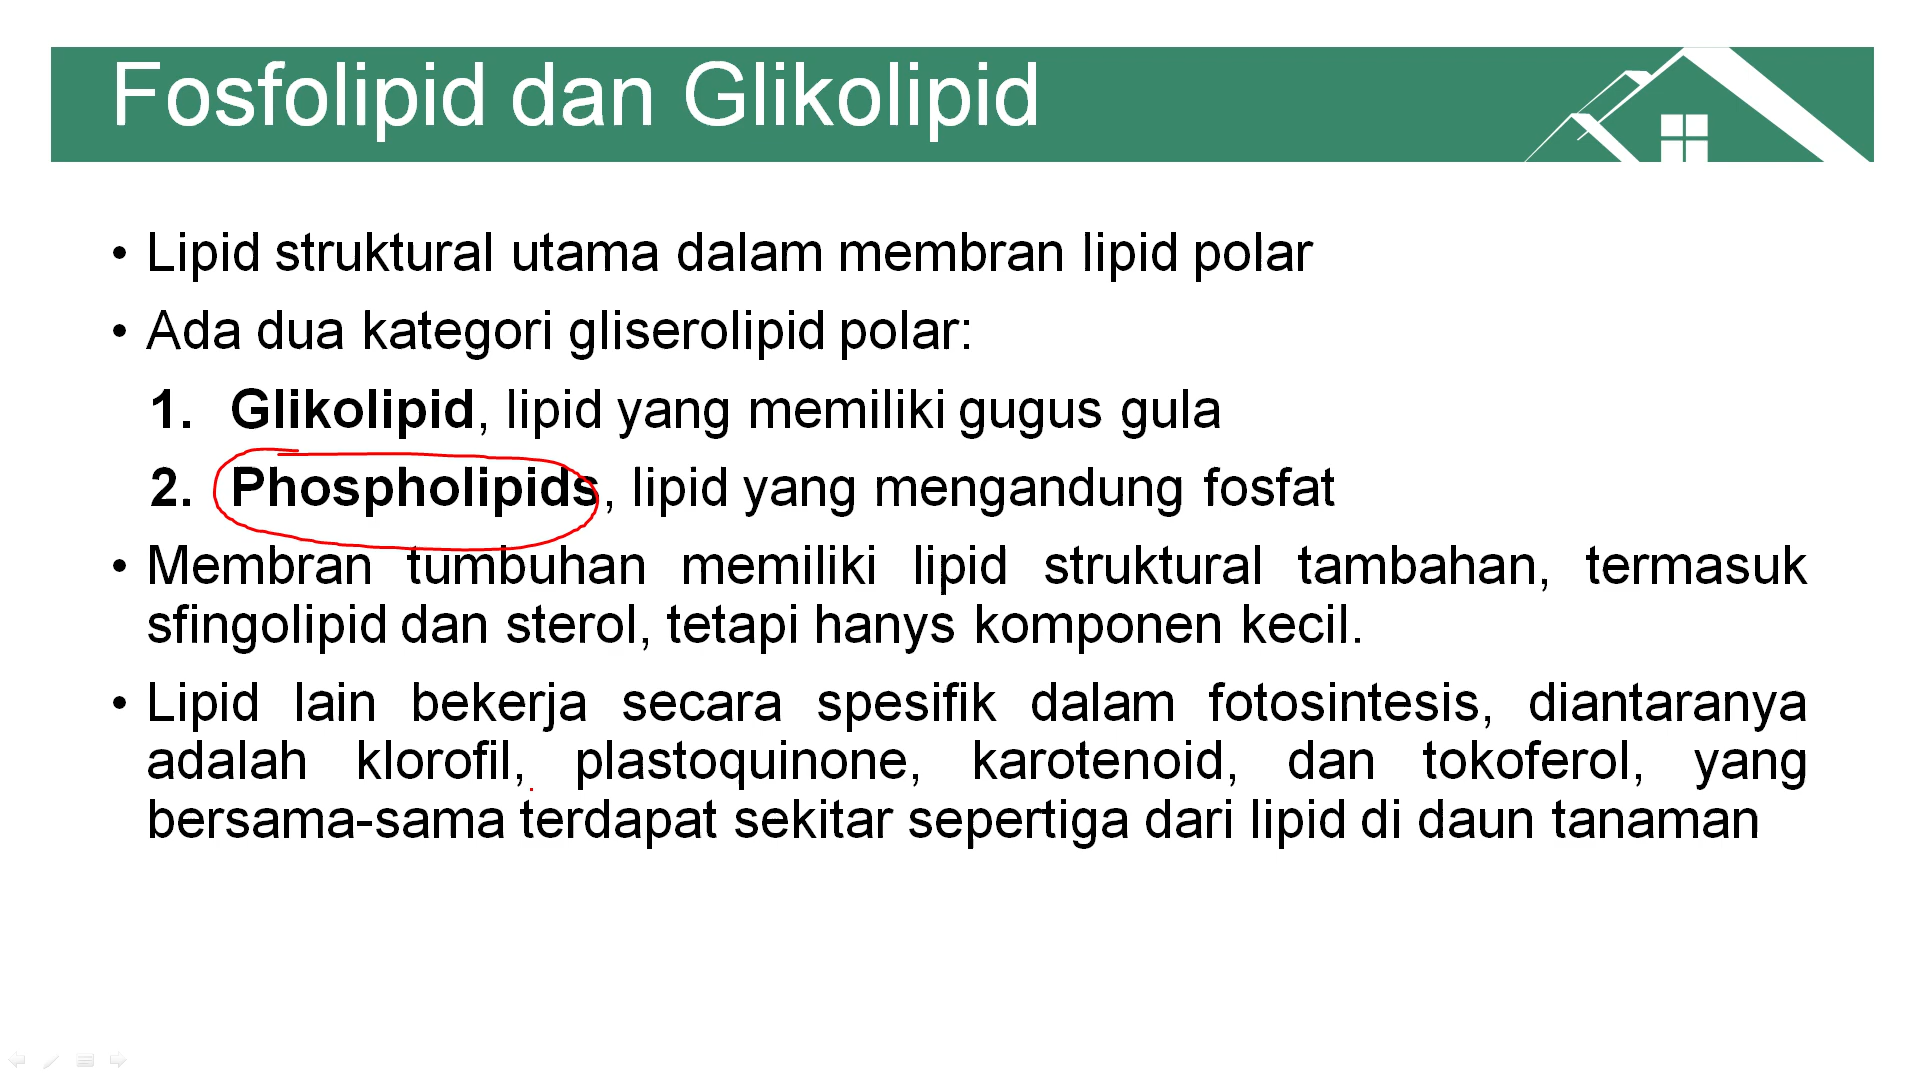 Fosfolipid dan Glikolipid
• Lipid struktural utama dalam membran lipid polar
• Ada dua kategori gliserolipid polar:
1. Glikolipid, lipid yang memiliki gugus gula
2. Phospholipids, lipid yang mengandung fosfat
• Membran tumbuhan memiliki lipid struktural tambahan, termasuk
sfingolipid dan sterol, tetapi hanys komponen kecil.
• Lipid lain bekerja secara spesifik dalam fotosintesis, diantaranya
adalah klorofil, plastoquinone, karotenoid, dan tokoferol, yang
bersama-sama terdapat sekitar sepertiga dari lipid di daun tanaman